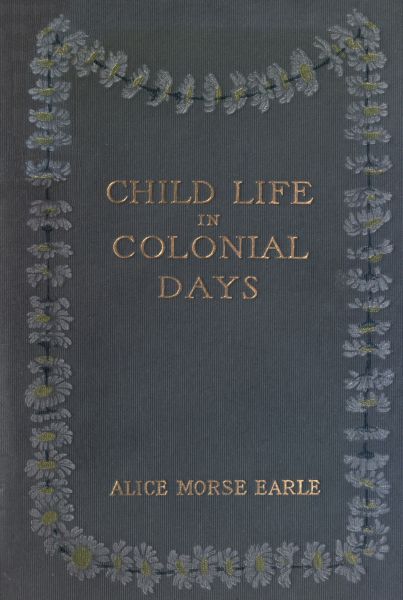 CHILD LIFE
IN
COLONIAL
DAYS
ALICE MORSE EARLE